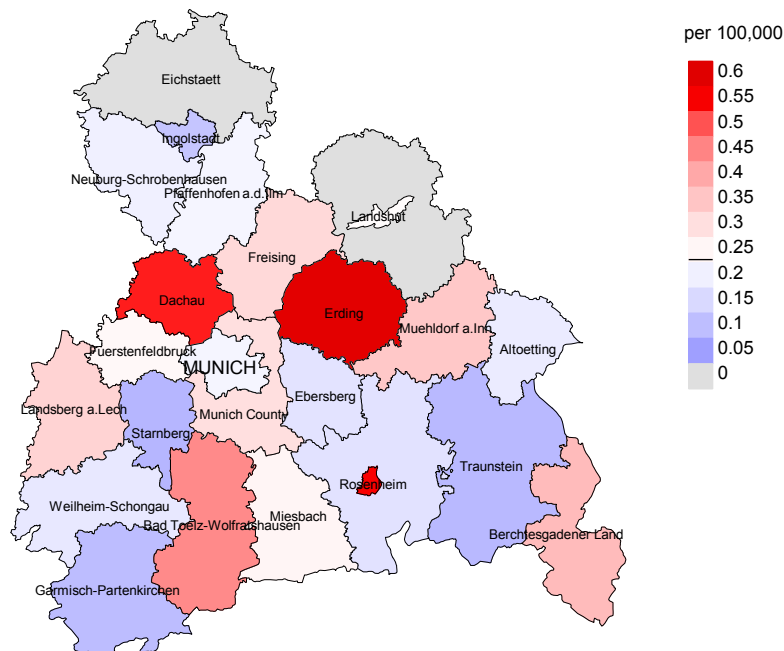 per 100,000
0.6
0.55
0.5
0.45
0.4
0.35
0.3
0.25
0.2
0.15
0.1
0.05
0
Eichstaett
Ingolstadt
Neuburg-Schrobenhausen
Pfaffenhofen a.d.Ilm
Landshut
Freising
Dachau
Erding
Muehldorf a.Inn
Altoetting
Fuerstenfeldbruck
MUNICH
Ebersberg
Landsberg a.Lech
Munich County
Starnberg
Traunstein
Rosenheim
Weilheim-Schongau
Miesbach
Bad Toelz-Wolfratshausen
Berchtesgadener Land
Garmisch-Partenkirchen